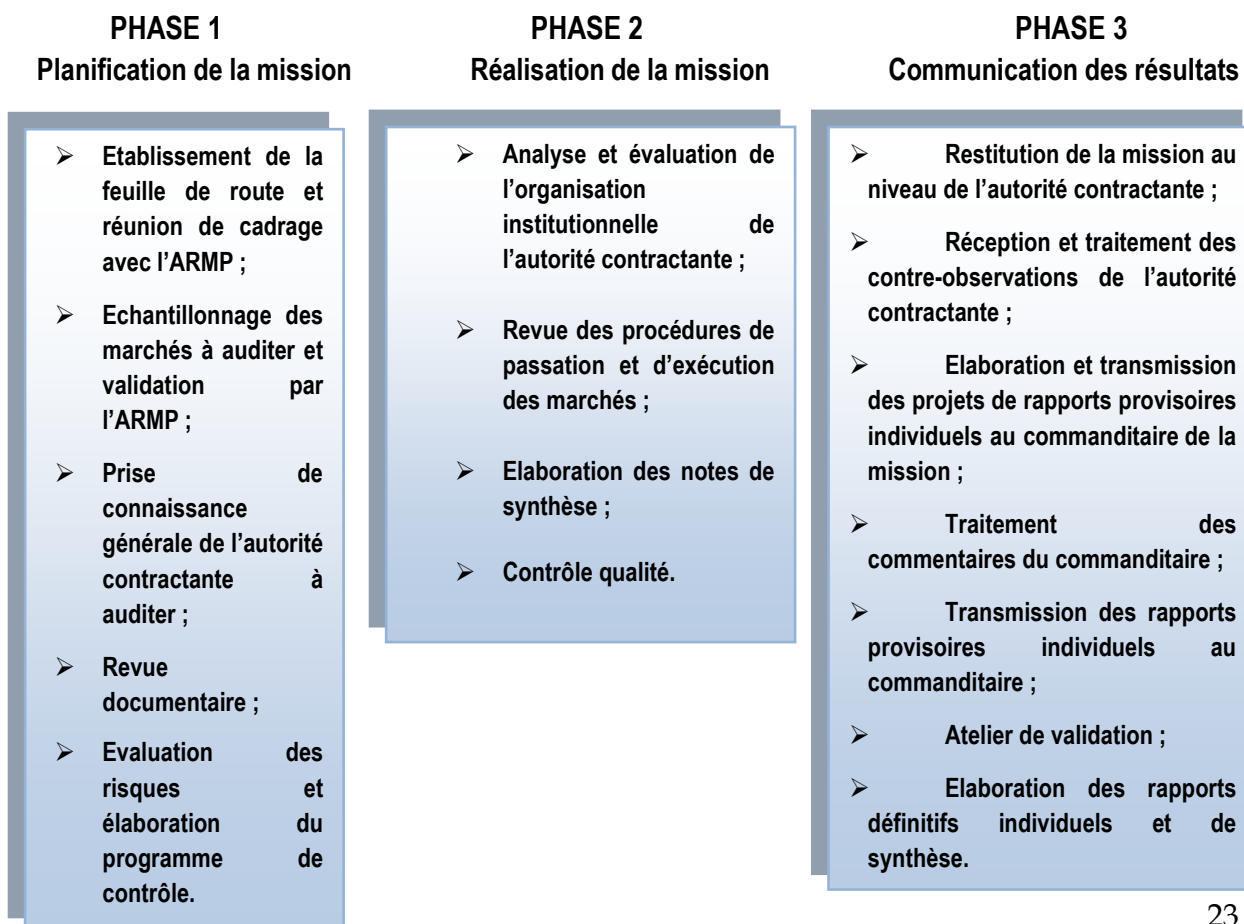 PHASE 1
Planification de la mission
➢ Etablissement de la
feuille de route et
réunion de cadrage
avec l’ARMP ;
➢ Echantillonnage des
marchés à auditer et
validation par
l’ARMP ;
➢ Prise de
connaissance
générale de l’autorité
contractante à
auditer ;
➢ Revue
documentaire ;
➢ Evaluation des
risques et
élaboration du
programme de
contrôle.
PHASE 2
Réalisation de la mission
➢ Analyse et évaluation de
l’organisation
institutionnelle de
l’autorité contractante ;
➢ Revue des procédures de
passation et d’exécution
des marchés ;
➢ Elaboration des notes de
synthèse ;
➢ Contrôle qualité.
PHASE 3
Communication des résultats
➢ Restitution de la mission au
niveau de l’autorité contractante ;
➢ Réception et traitement des
contre-observations de l’autorité
contractante ;
➢ Elaboration et transmission
des projets de rapports provisoires
individuels au commanditaire de la
mission ;
➢ Traitement des
commentaires du commanditaire ;
➢ Transmission des rapports
provisoires individuels au
commanditaire ;
➢ Atelier de validation ;
➢ Elaboration des rapports
définitifs individuels et de
synthèse.
23